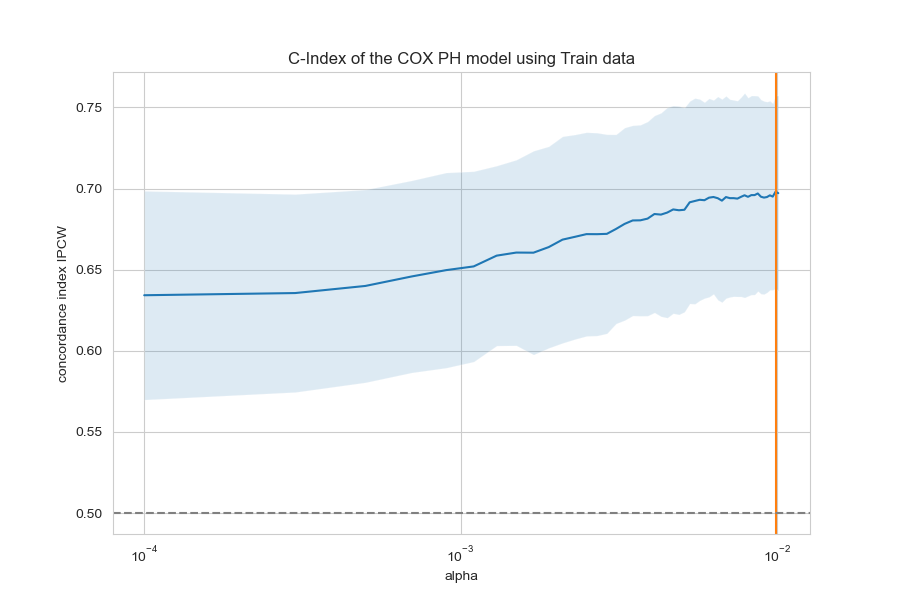 C-Index of the COX PH model using Train data
concordance index IPCW
0.75
0.70
0.65
0.60
0.55
0.50
10⁻⁴ 10⁻³ 10⁻²
alpha